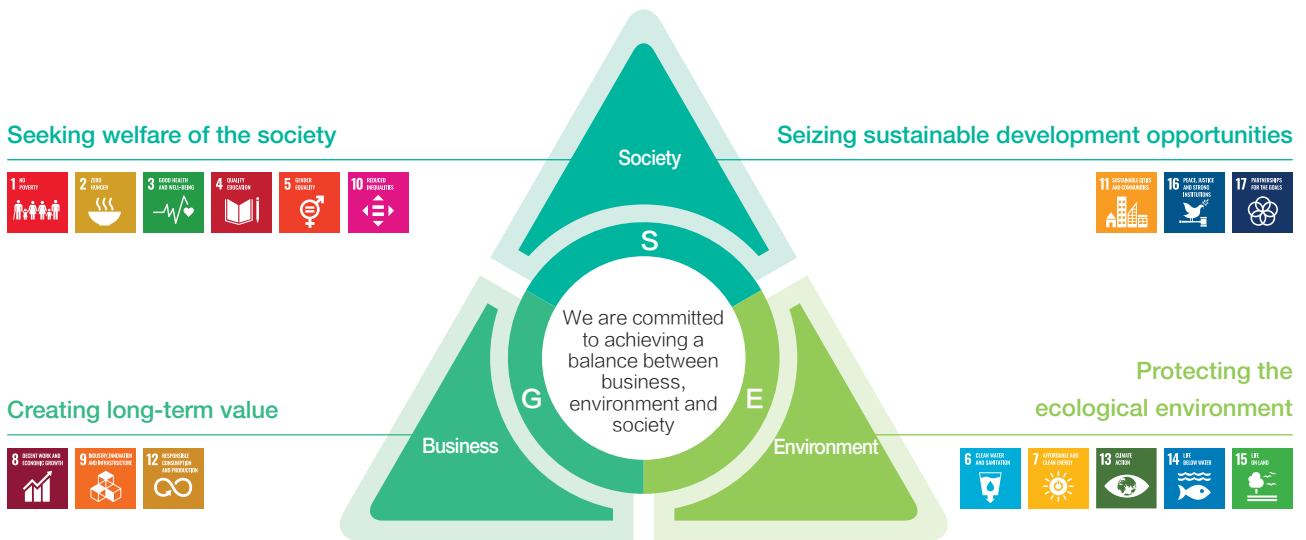 Seeking welfare of the society
1 NO
POVERTY
2 ZERO
HUNGER
3 GOOD HEALTH
AND WELL-BEING
4 QUALITY
EDUCATION
5 GENDER
EQUALITY
10 REDUCED
INEQUALITIES
Society
Seizing sustainable development opportunities
11 SUSTAINABLE CITIES
AND COMMUNITIES
16 PEACE, JUSTICE
AND STRONG
INSTITUTIONS
17 PARTNERSHIPS
FOR THE GOALS
S
G
E
We are committed
to achieving a
balance between
business,
environment and
society
Creating long-term value
8 DECENT WORK AND
ECONOMIC GROWTH
9 INDUSTRY, INNOVATION
AND INFRASTRUCTURE
12 RESPONSIBLE
CONSUMPTION
AND PRODUCTION
Business
Environment
Protecting the
ecological environment
6 CLEAN WATER
AND SANITATION
7 AFFORDABLE AND
CLEAN ENERGY
13 CLIMATE
ACTION
14 LIFE
BELOW WATER
15 LIFE
ON LAND